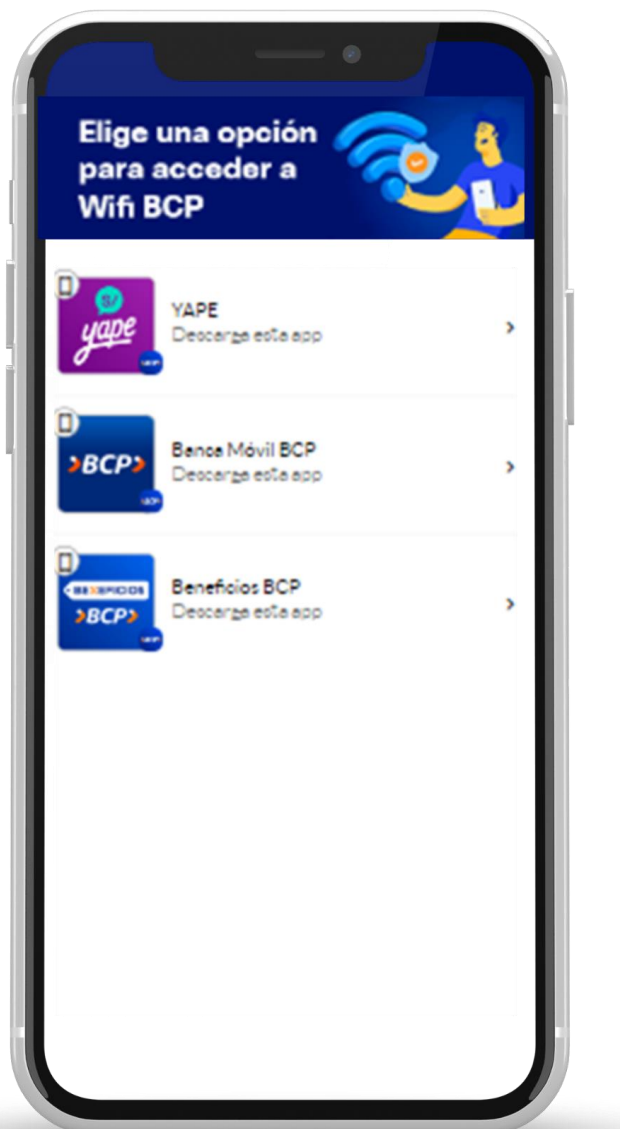 Elige una opción
para acceder a
Wifi BCP
S/
yape
YAPE
Descarga esta app
BCP
Banca Móvil BCP
Descarga esta app
BENEFICIOS
BCP
Beneficios BCP
Descarga esta app